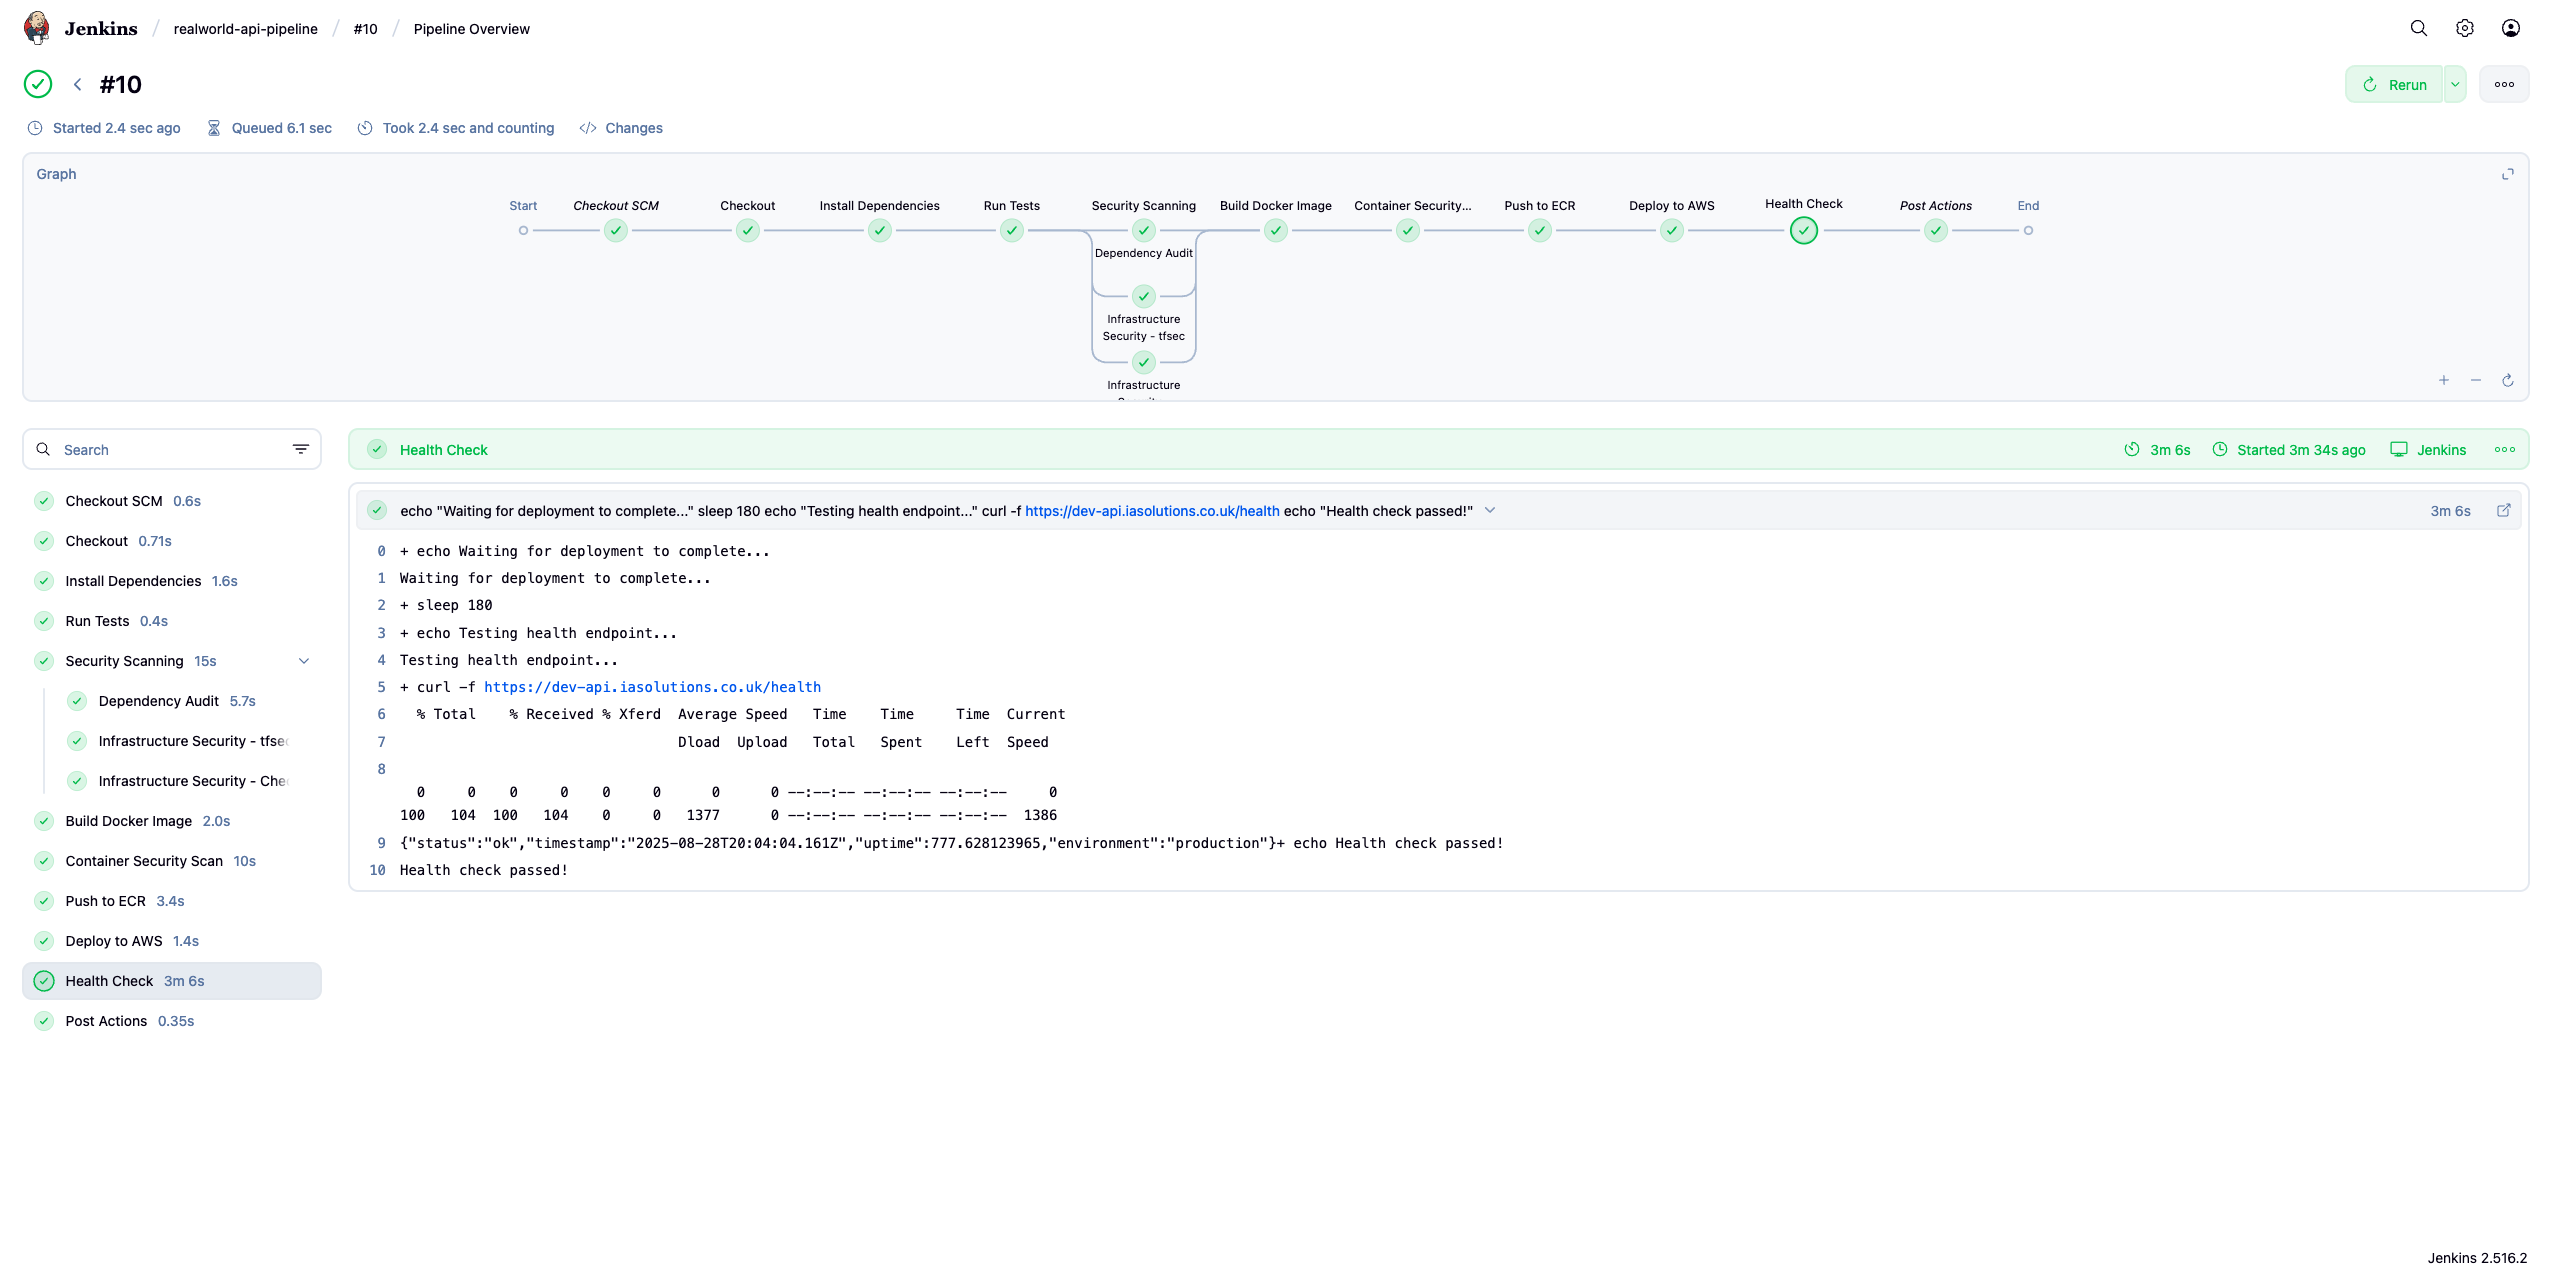 Jenkins / realworld-api-pipeline / #10 / Pipeline Overview
#10
Rerun
Started 2.4 sec ago Queued 6.1 sec Took 2.4 sec and counting </> Changes
Graph
Start Checkout SCM Checkout Install Dependencies Run Tests Security Scanning Build Docker Image Container Security... Push to ECR Deploy to AWS Health Check Post Actions End
Dependency Audit
Infrastructure
Security - tfsec
Infrastructure
Search
Checkout SCM 0.6s
Checkout 0.71s
Install Dependencies 1.6s
Run Tests 0.4s
Security Scanning 15s
Dependency Audit 5.7s
Infrastructure Security - tfsec
Infrastructure Security - Che
Build Docker Image 2.0s
Container Security Scan 10s
Push to ECR 3.4s
Deploy to AWS 1.4s
Health Check 3m 6s
Post Actions 0.35s
Health Check 3m 6s Started 3m 34s ago Jenkins
echo "Waiting for deployment to complete..." sleep 180 echo "Testing health endpoint..." curl -f https://dev-api.iasolutions.co.uk/health echo "Health check passed!" 3m 6s
0 + echo Waiting for deployment to complete...
1 Waiting for deployment to complete...
2 + sleep 180
3 + echo Testing health endpoint...
4 Testing health endpoint...
5 + curl -f https://dev-api.iasolutions.co.uk/health
6 % Total % Received % Xferd Average Speed Time Time Time Current
7 Dload Upload Total Spent Left Speed
8
0 0 0 0 0 0 0 0 --:--:-- --:--:-- --:--:-- 0
100 104 100 104 0 0 1377 0 --:--:-- --:--:-- --:--:-- 1386
9 {"status":"ok","timestamp":"2025-08-28T20:04:04.161Z","uptime":777.628123965,"environment":"production"}+ echo Health check passed!
10 Health check passed!
Jenkins 2.516.2